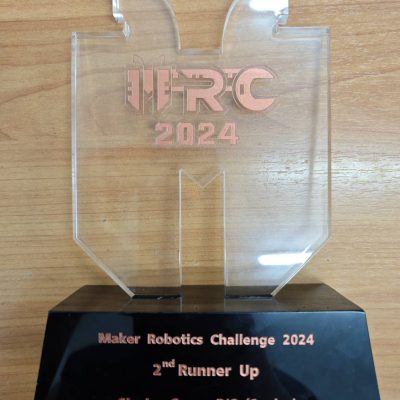 MRC
2024
Maker Robotics Challenge 2024
2nd Runner Up